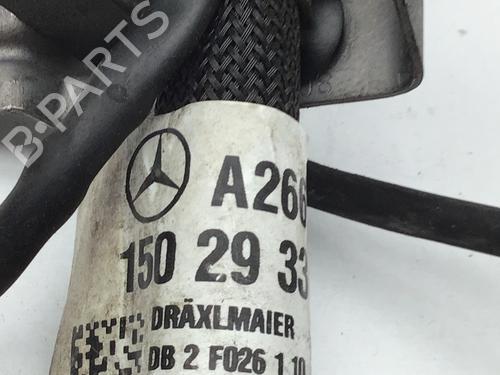 B-PARTS
A266
150 29 33
DRÄXLMAIER
DB 2 F026 1 10